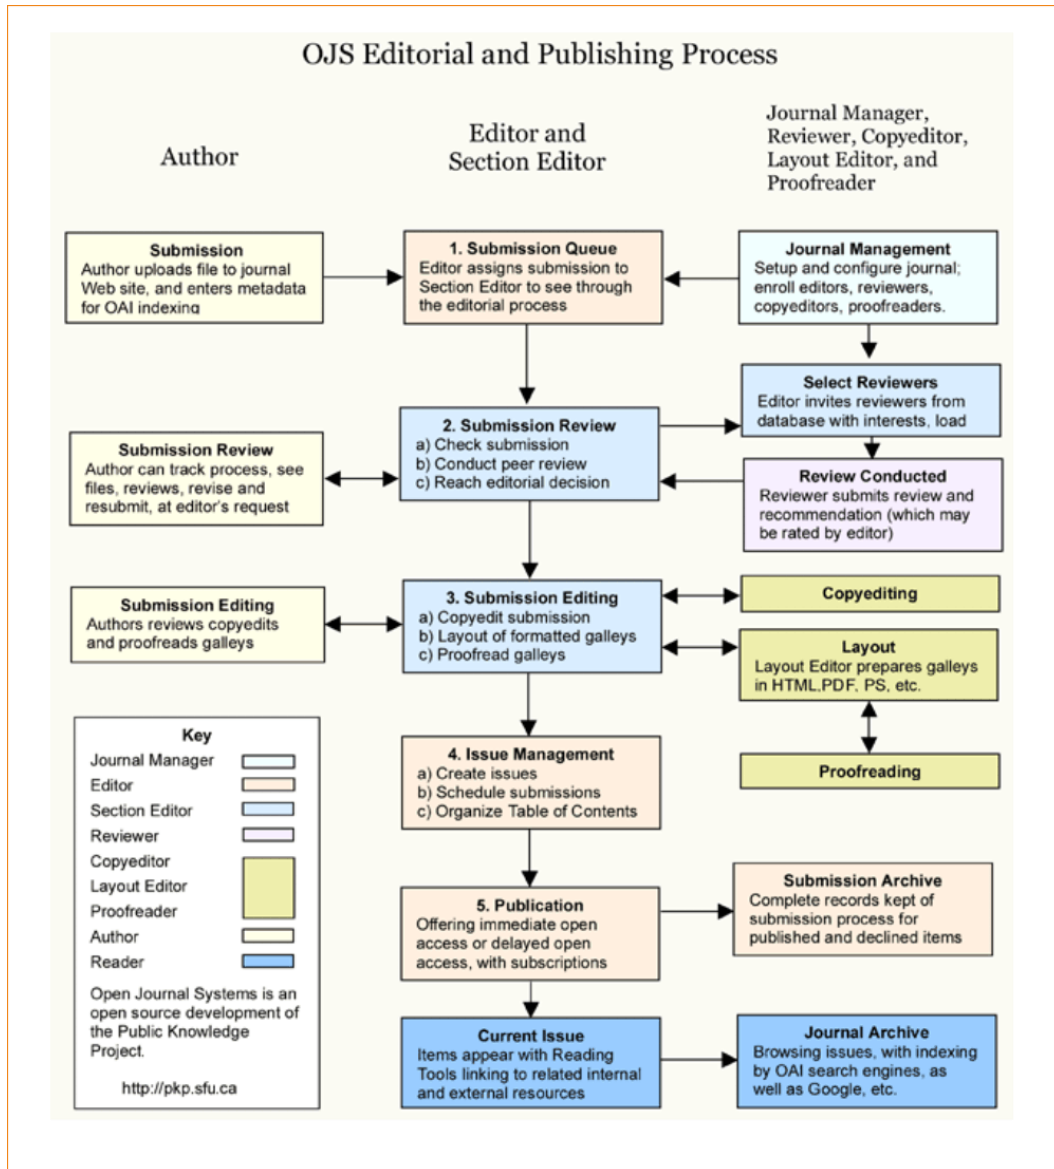 OJS Editorial and Publishing Process
Author
Editor and
Section Editor
Journal Manager,
Reviewer, Copyeditor,
Layout Editor, and
Proofreader
Submission
Author uploads file to journal
Web site, and enters metadata
for OAI indexing
1. Submission Queue
Editor assigns submission to
Section Editor to see through
the editorial process
Journal Management
Setup and configure journal;
enroll editors, reviewers,
copyeditors, proofreaders.
Select Reviewers
Editor invites reviewers from
database with interests, load
Submission Review
Author can track process, see
files, reviews, revise and
resubmit, at editor's request
2. Submission Review
a) Check submission
b) Conduct peer review
c) Reach editorial decision
Review Conducted
Reviewer submits review and
recommendation (which may
be rated by editor)
Submission Editing
Authors reviews copyedits
and proofreads galleys
3. Submission Editing
a) Copyedit submission
b) Layout of formatted galleys
c) Proofread galleys
Copyediting
Layout
Layout Editor prepares galleys
in HTML,PDF, PS, etc.
Proofreading
4. Issue Management
a) Create issues
b) Schedule submissions
c) Organize Table of Contents
5. Publication
Offering immediate open
access or delayed open
access, with subscriptions
Submission Archive
Complete records kept of
submission process for
published and declined items
Current Issue
Items appear with Reading
Tools linking to related internal
and external resources
Journal Archive
Browsing issues, with indexing
by OAI search engines, as
well as Google, etc.
Key
Journal Manager
Editor
Section Editor
Reviewer
Copyeditor
Layout Editor
Proofreader
Author
Reader
Open Journal Systems is an
open source development of
the Public Knowledge
Project.
http://pkp.sfu.ca